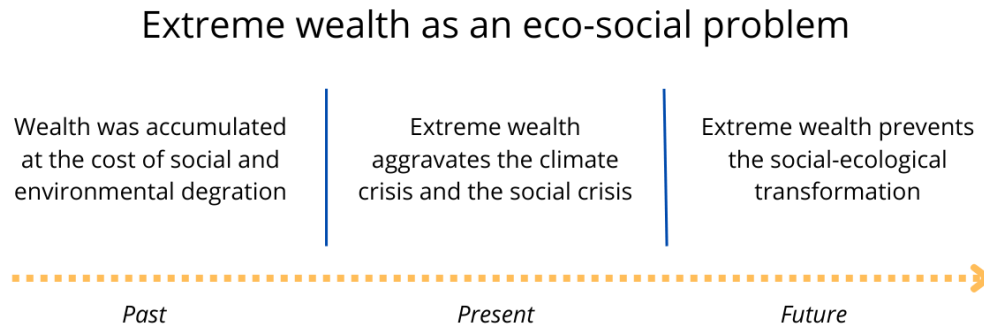 Extreme wealth as an eco-social problem
Wealth was accumulated
at the cost of social and
environmental degration
Extreme wealth
aggravates the climate
crisis and the social crisis
Extreme wealth prevents
the social-ecological
transformation
Past
Present
Future